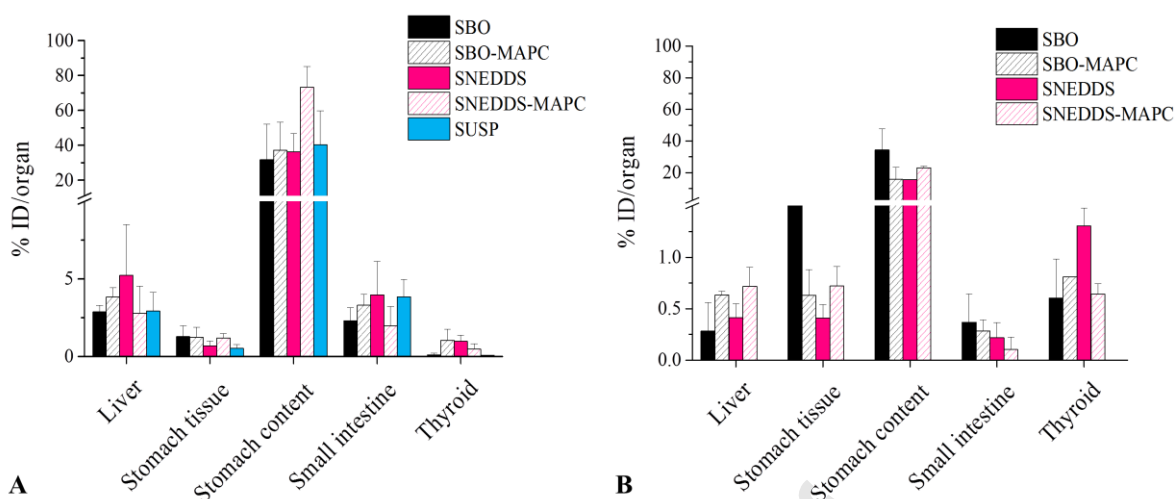 SBO
SBO-MAPC
SNEDDS
SNEDDS-MAPC
SUSP
% ID/organ
100
80
60
40
20
5
0
Liver
Stomach tissue
Stomach content
Small intestine
Thyroid
A
SBO
SBO-MAPC
SNEDDS
SNEDDS-MAPC
% ID/organ
100
80
60
40
20
1.0
0.5
0.0
Liver
Stomach tissue
Stomach content
Small intestine
Thyroid
B